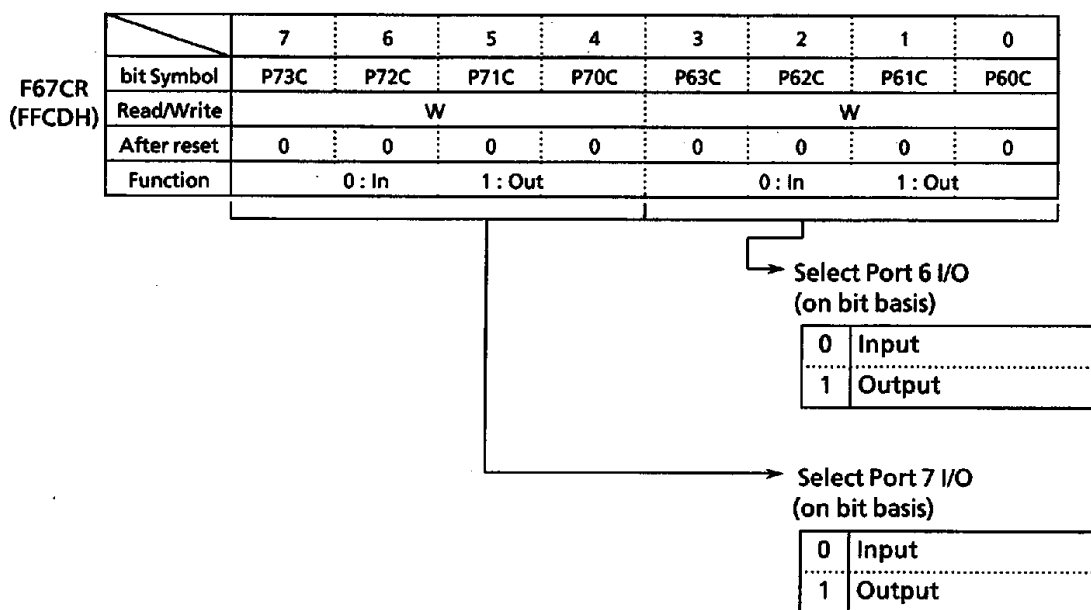 7 6 5 4 3 2 1 0
F67CR
(FFCDH)
bit Symbol P73C P72C P71C P70C P63C P62C P61C P60C
Read/Write W W
After reset 0 0 0 0 0 0 0 0
Function 0 : In 1 : Out 0 : In 1 : Out
Select Port 6 I/O
(on bit basis)
0 Input
1 Output
Select Port 7 I/O
(on bit basis)
0 Input
1 Output